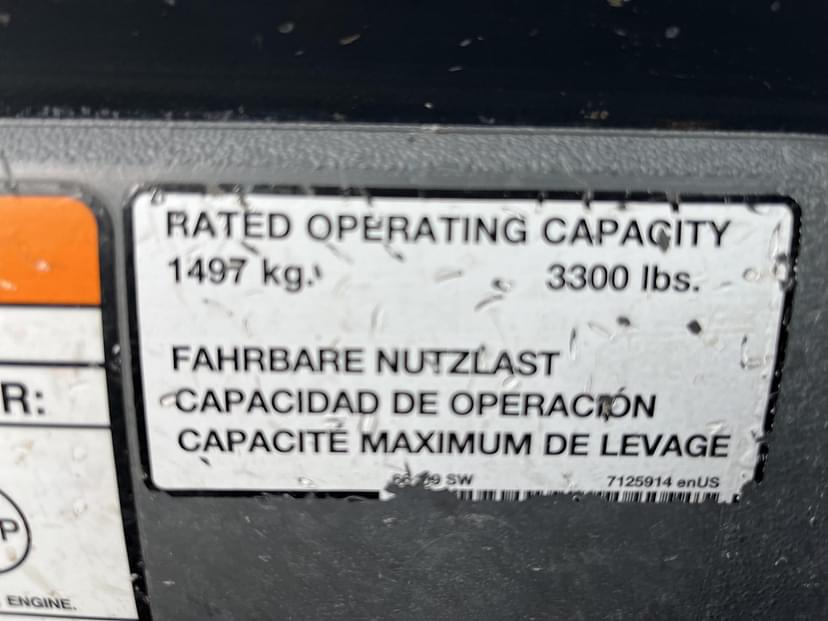 RATED OPERATING CAPACITY
1497 kg. 3300 lbs.
FAHRBARE NUTZLAST
CAPACIDAD DE OPERACIÓN
CAPACITÉ MAXIMUM DE LEVAGE
SW 7125914 enUS
R:
P
ENGINE.